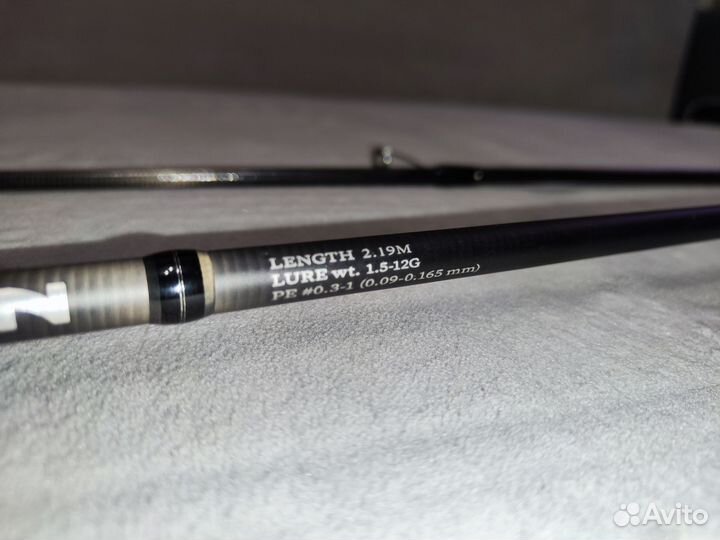 LENGTH 2.19M
LURE wt. 1.5-12G
PE #0.3-1 (0.09-0.165 mm)
Avito